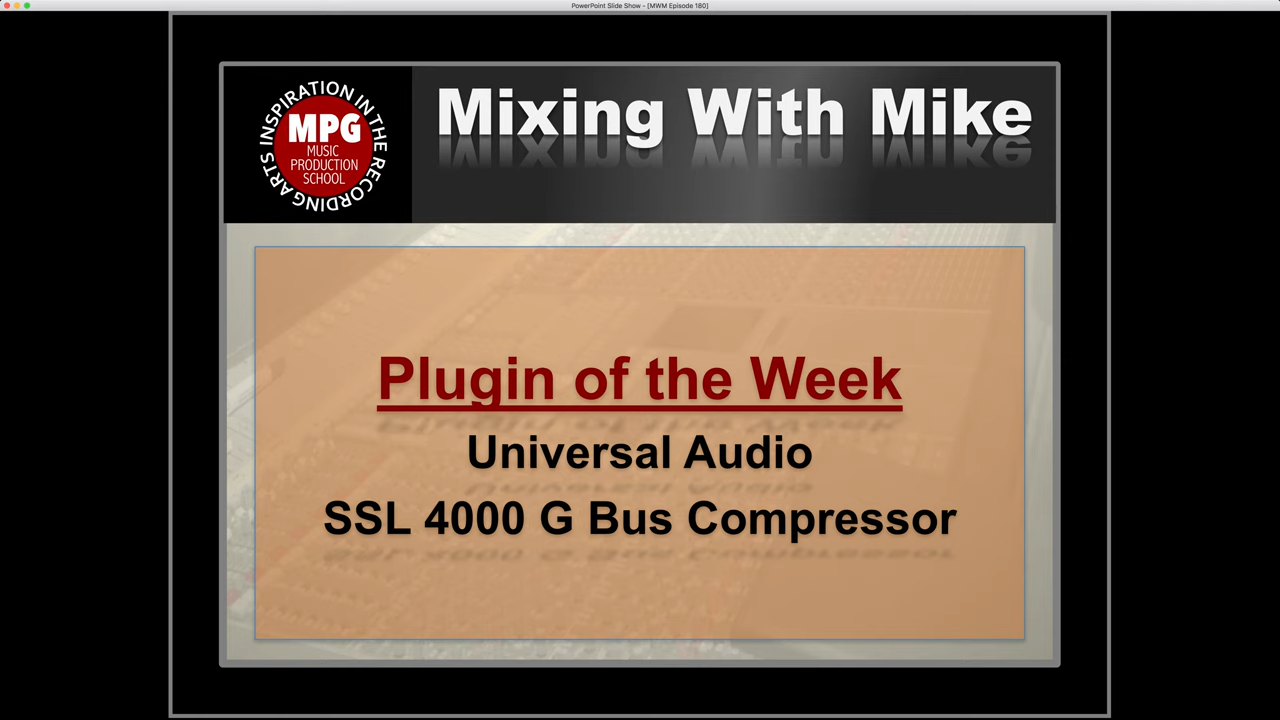 PowerPoint Slide Show - [MWM Episode 180]
INSPIRATION IN THE RECORDING ARTS
MPG
MUSIC
PRODUCTION
SCHOOL
Mixing With Mike
Plugin of the Week
Universal Audio
SSL 4000 G Bus Compressor